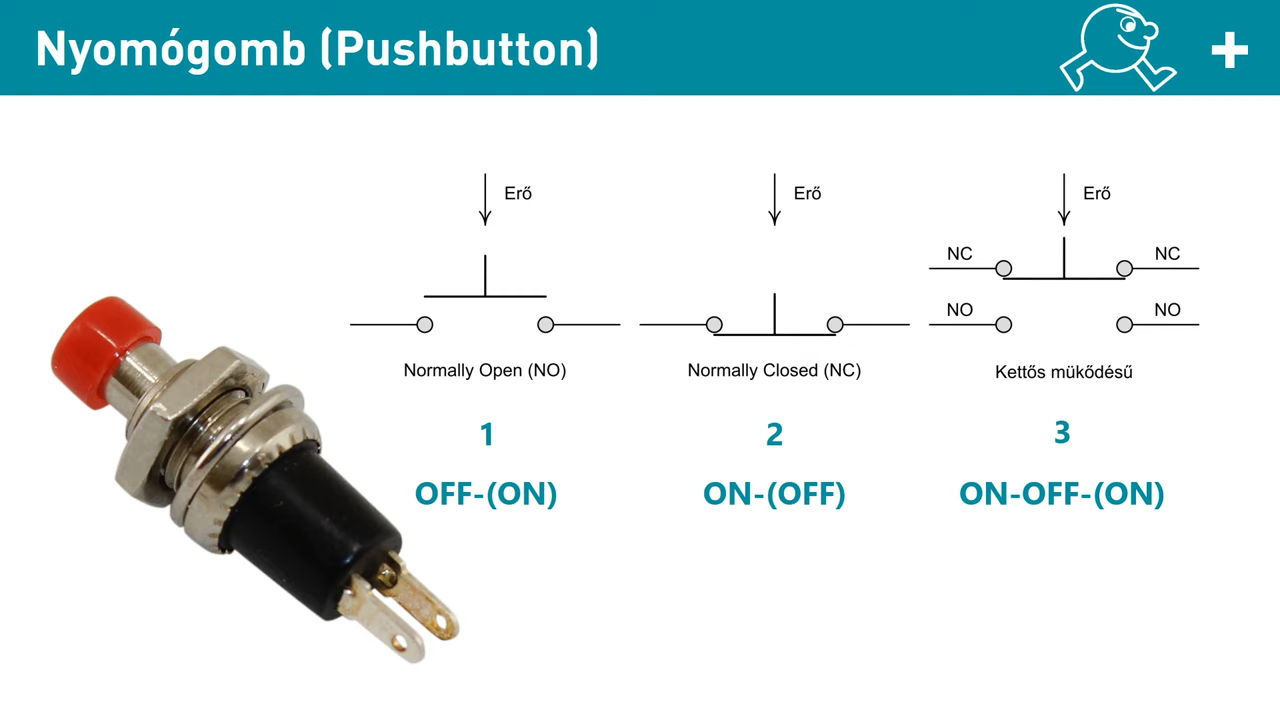 Nyomógomb (Pushbutton)
Erő
Erő
Erő
NC
NC
NO
NO
Normally Open (NO)
Normally Closed (NC)
Kettős mükődésű
1
2
3
OFF-(ON)
ON-(OFF)
ON-OFF-(ON)